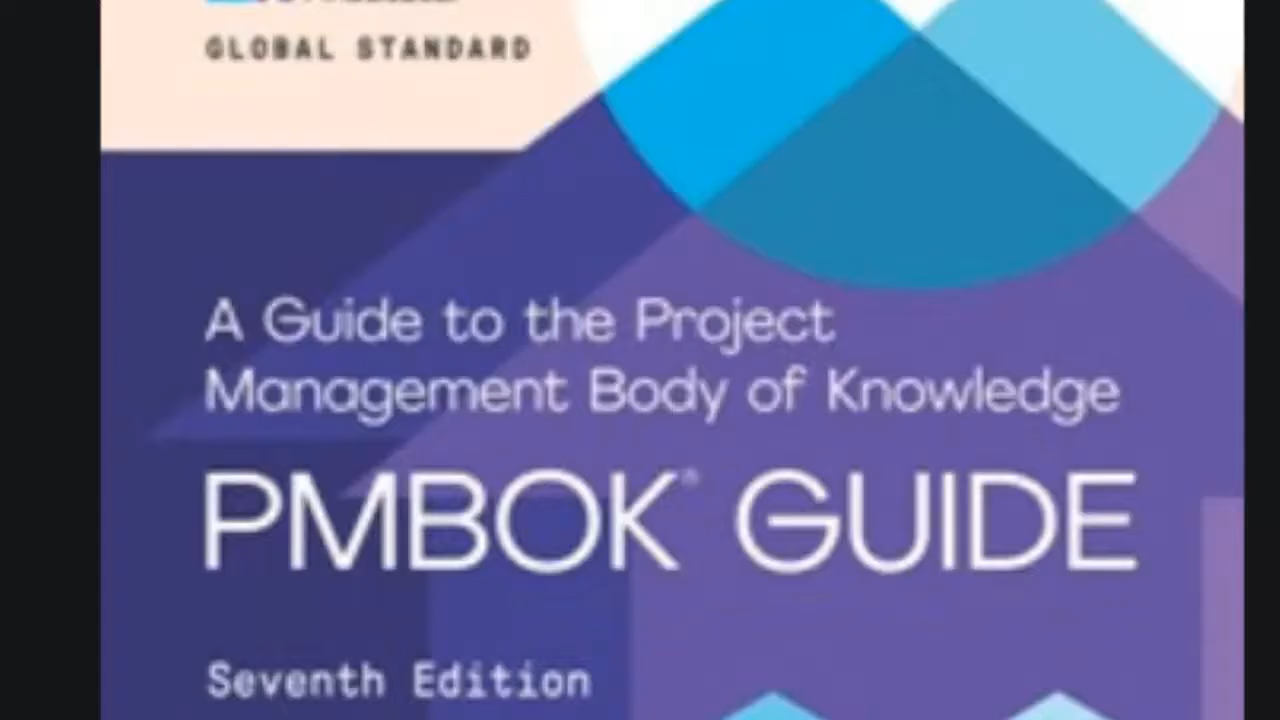 GLOBAL STANDARD
A Guide to the Project
Management Body of Knowledge
PMBOK® GUIDE
Seventh Edition